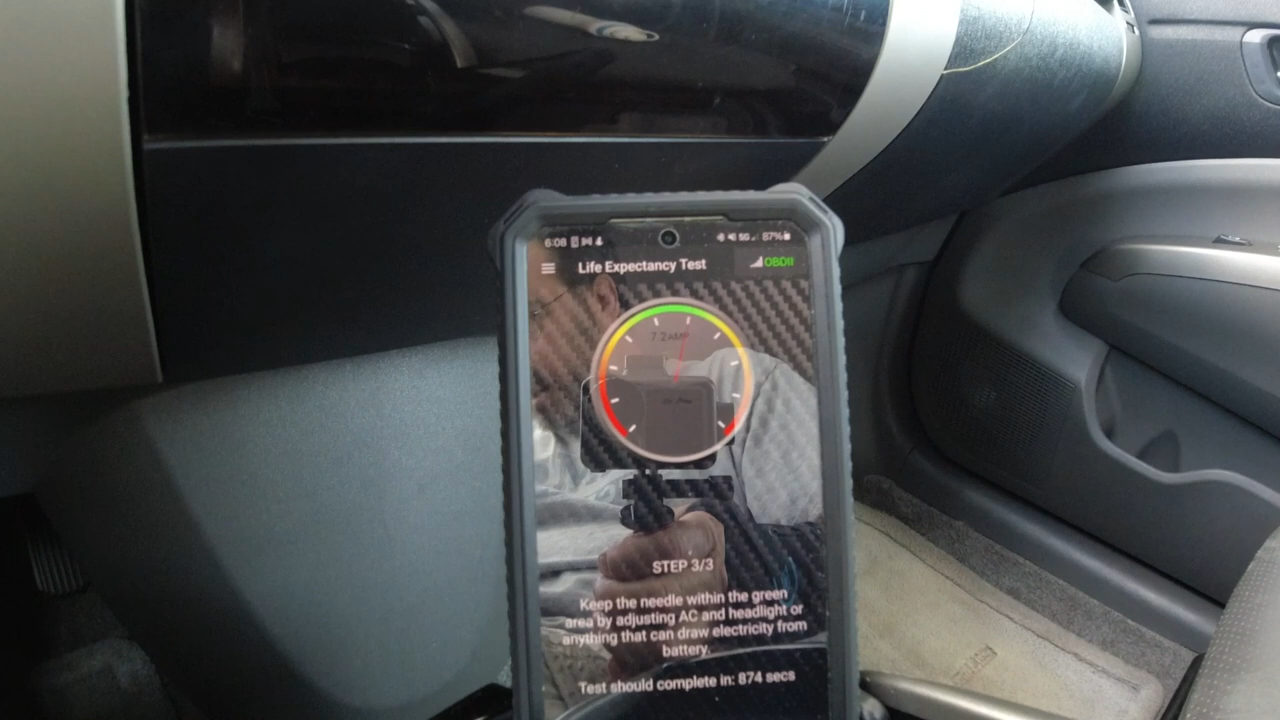 6:08 5G 87%
Life Expectancy Test OBDII
7.2 AMP
STEP 3/3
Keep the needle within the green
area by adjusting AC and headlight or
anything that can draw electricity from
battery.
Test should complete in: 874 secs